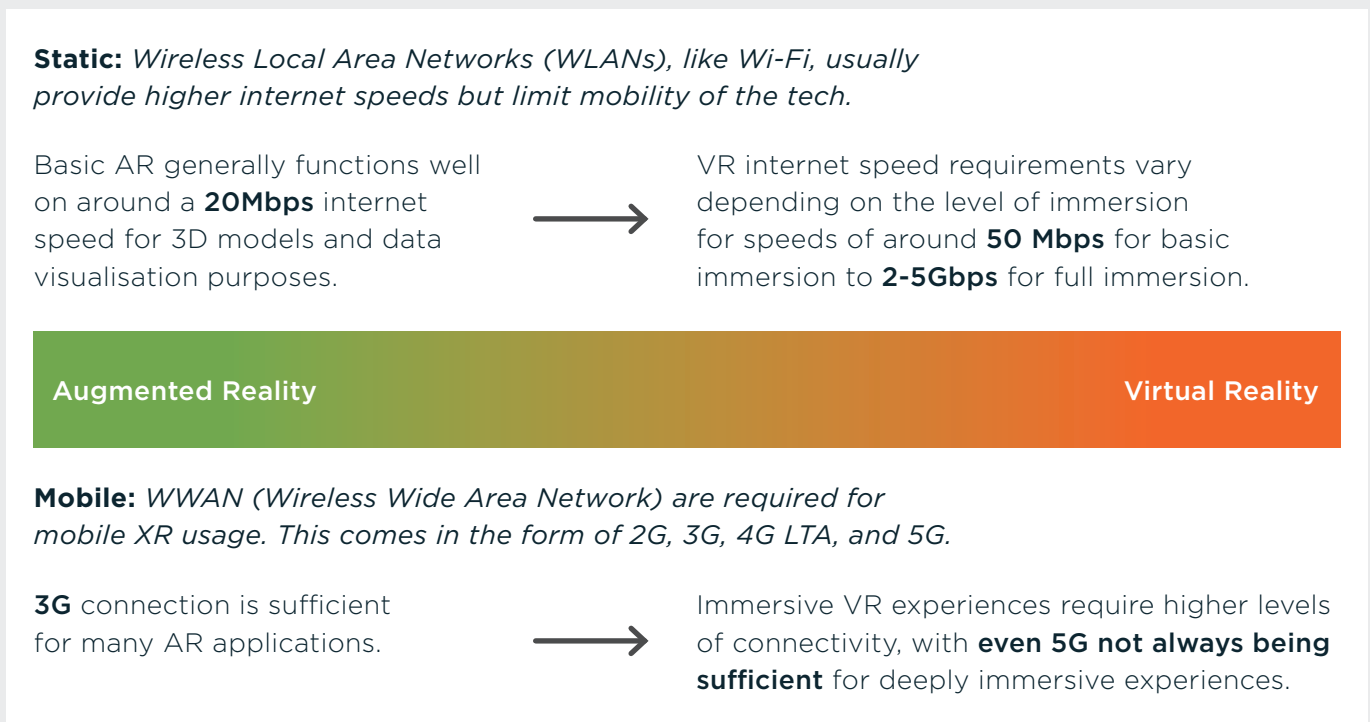 Static: Wireless Local Area Networks (WLANs), like Wi-Fi, usually
provide higher internet speeds but limit mobility of the tech.
Basic AR generally functions well
on around a 20Mbps internet
speed for 3D models and data
visualisation purposes.
VR internet speed requirements vary
depending on the level of immersion
for speeds of around 50 Mbps for basic
immersion to 2-5Gbps for full immersion.
Augmented Reality
Virtual Reality
Mobile: WWAN (Wireless Wide Area Network) are required for
mobile XR usage. This comes in the form of 2G, 3G, 4G LTA, and 5G.
3G connection is sufficient
for many AR applications.
Immersive VR experiences require higher levels
of connectivity, with even 5G not always being
sufficient for deeply immersive experiences.